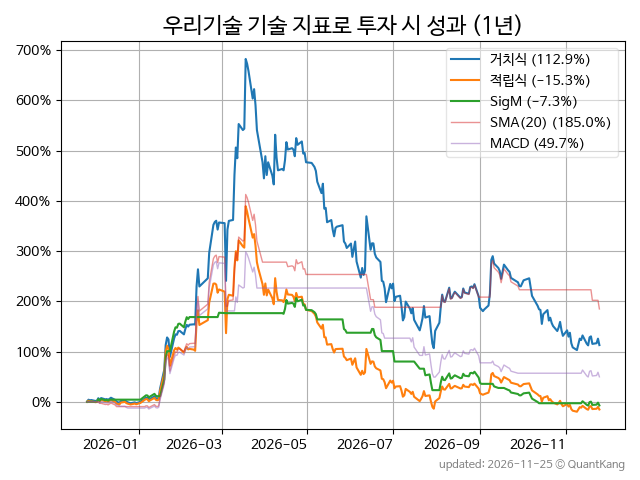 우리기술 기술 지표로 투자 시 성과 (1년)
700%
600%
500%
400%
300%
200%
100%
0%
거치식 (112.9%)
적립식 (-15.3%)
SigM (-7.3%)
SMA(20) (185.0%)
MACD (49.7%)
2026-01
2026-03
2026-05
2026-07
2026-09
2026-11
updated: 2026-11-25 © QuantKang